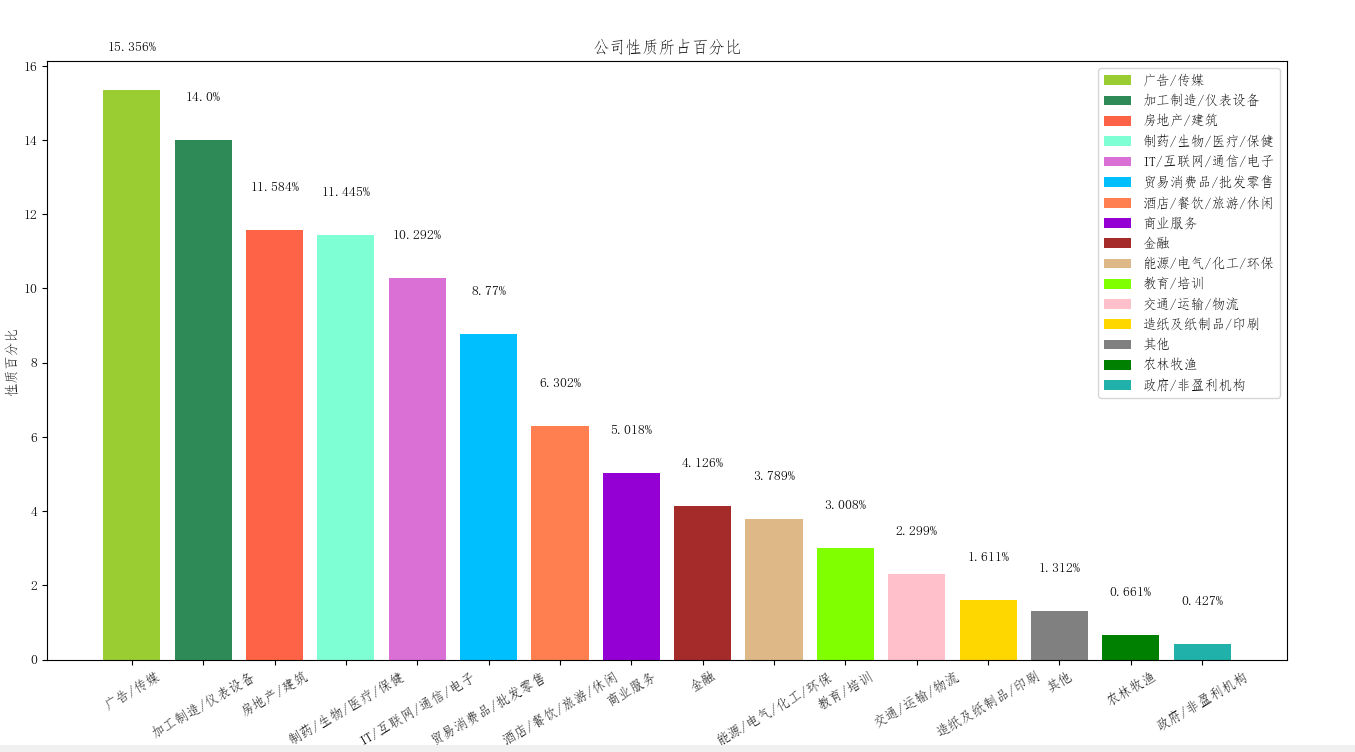 公司性质所占百分比
15.356%
14.0%
11.584%
11.445%
10.292%
8.77%
6.302%
5.018%
4.126%
3.789%
3.008%
2.299%
1.611%
1.312%
0.661%
0.427%
性质百分比
16
14
12
10
8
6
4
2
0
广告/传媒
加工制造/仪表设备
房地产/建筑
制药/生物/医疗/保健
IT/互联网/通信/电子
贸易消费品/批发零售
酒店/餐饮/旅游/休闲
商业服务
金融
能源/电气/化工/环保
教育/培训
交通/运输/物流
造纸及纸制品/印刷
其他
农林牧渔
政府/非盈利机构
广告/传媒
加工制造/仪表设备
房地产/建筑
制药/生物/医疗/保健
IT/互联网/通信/电子
贸易消费品/批发零售
酒店/餐饮/旅游/休闲
商业服务
金融
能源/电气/化工/环保
教育/培训
交通/运输/物流
造纸及纸制品/印刷
其他
农林牧渔
政府/非盈利机构